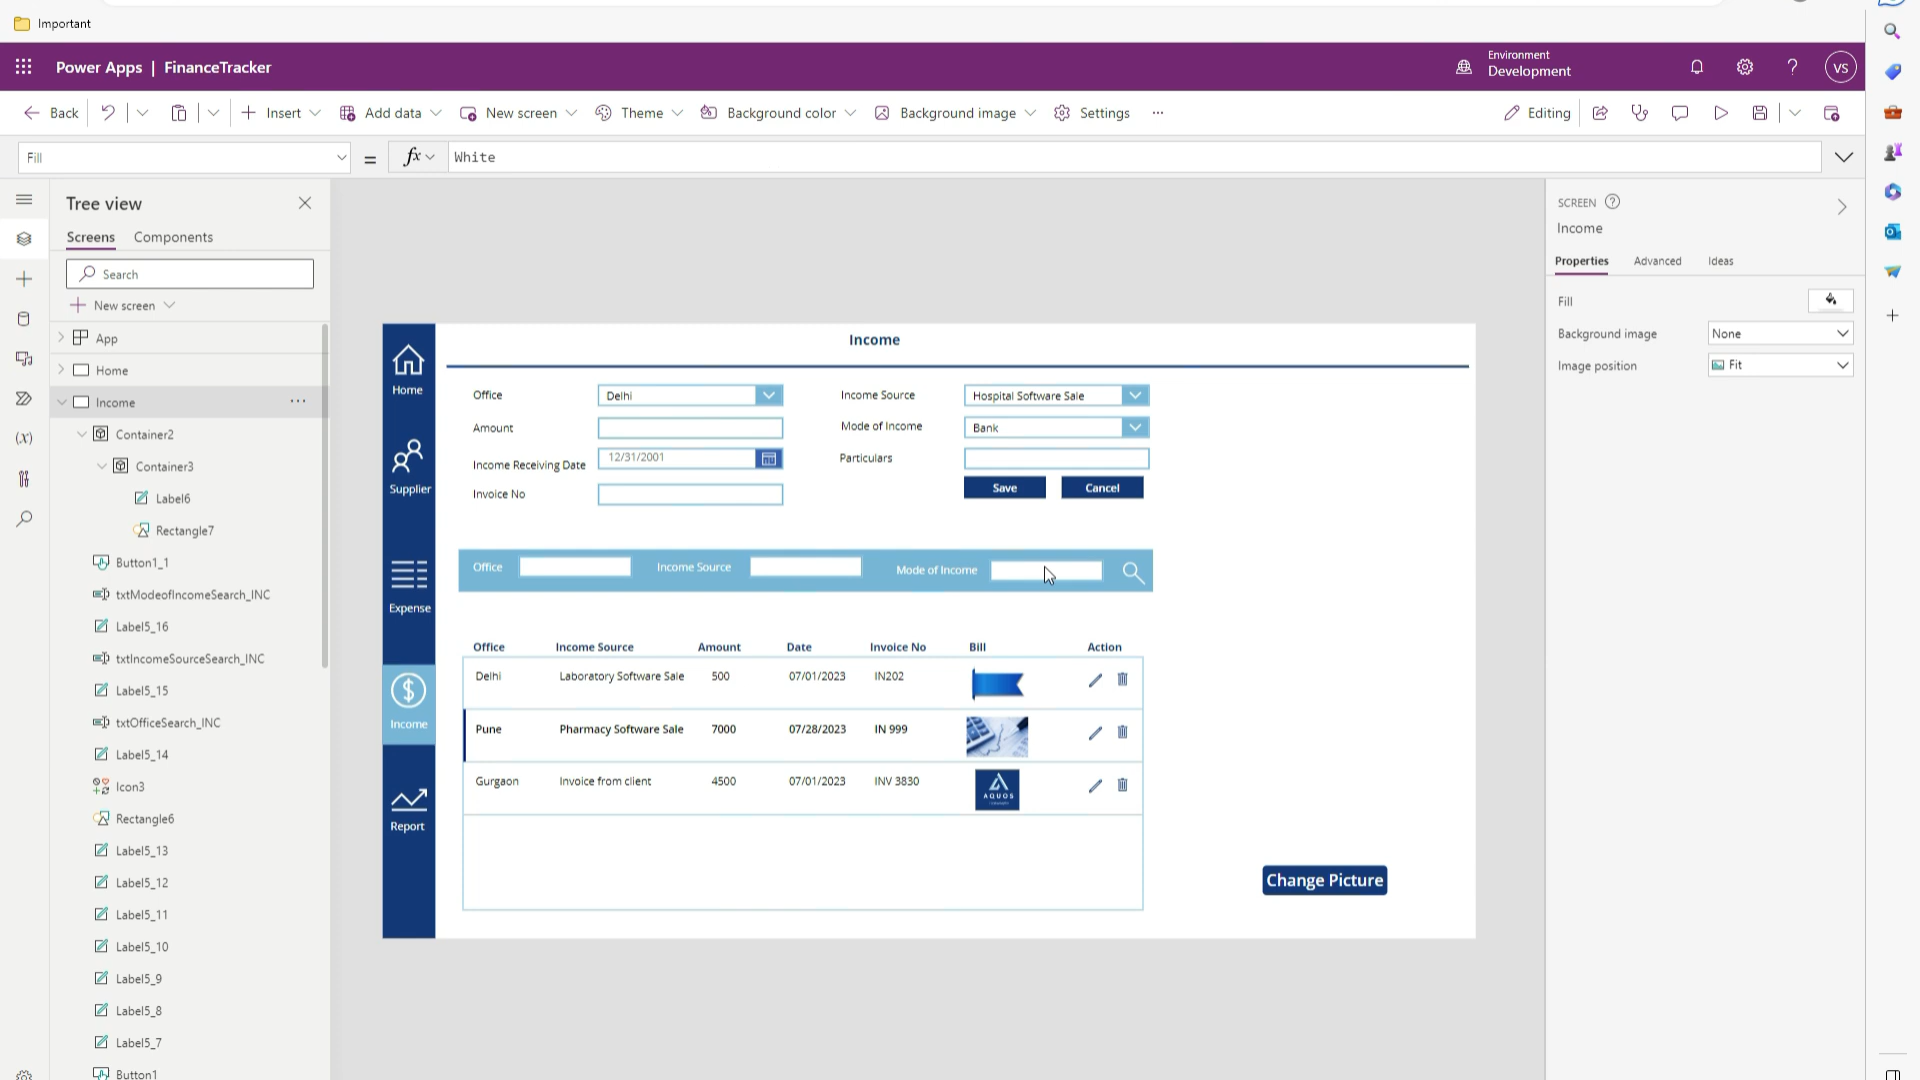 Important
Power Apps | FinanceTracker
Environment
Development
VS
Back
Insert
Add data
New screen
Theme
Background color
Background image
Settings
Editing
Fill
=
fx
White
Tree view
Screens
Components
Search
New screen
App
Home
Income
Container2
Container3
Label6
Rectangle7
Button1_1
txtModeofIncomeSearch_INC
Label5_16
txtIncomeSourceSearch_INC
Label5_15
txtOfficeSearch_INC
Label5_14
Icon3
Rectangle6
Label5_13
Label5_12
Label5_11
Label5_10
Label5_9
Label5_8
Label5_7
Button1
Home
Supplier
Expense
Income
Report
Income
Office
Delhi
Income Source
Hospital Software Sale
Amount
Mode of Income
Bank
Income Receiving Date
12/31/2001
Particulars
Invoice No
Save
Cancel
Office
Income Source
Mode of Income
Office Income Source Amount Date Invoice No Bill Action
Delhi Laboratory Software Sale 500 07/01/2023 IN202
Pune Pharmacy Software Sale 7000 07/28/2023 IN 999
Gurgaon Invoice from client 4500 07/01/2023 INV 3830
AQUOS
Change Picture
SCREEN
Income
Properties
Advanced
Ideas
Fill
Background image
None
Image position
Fit